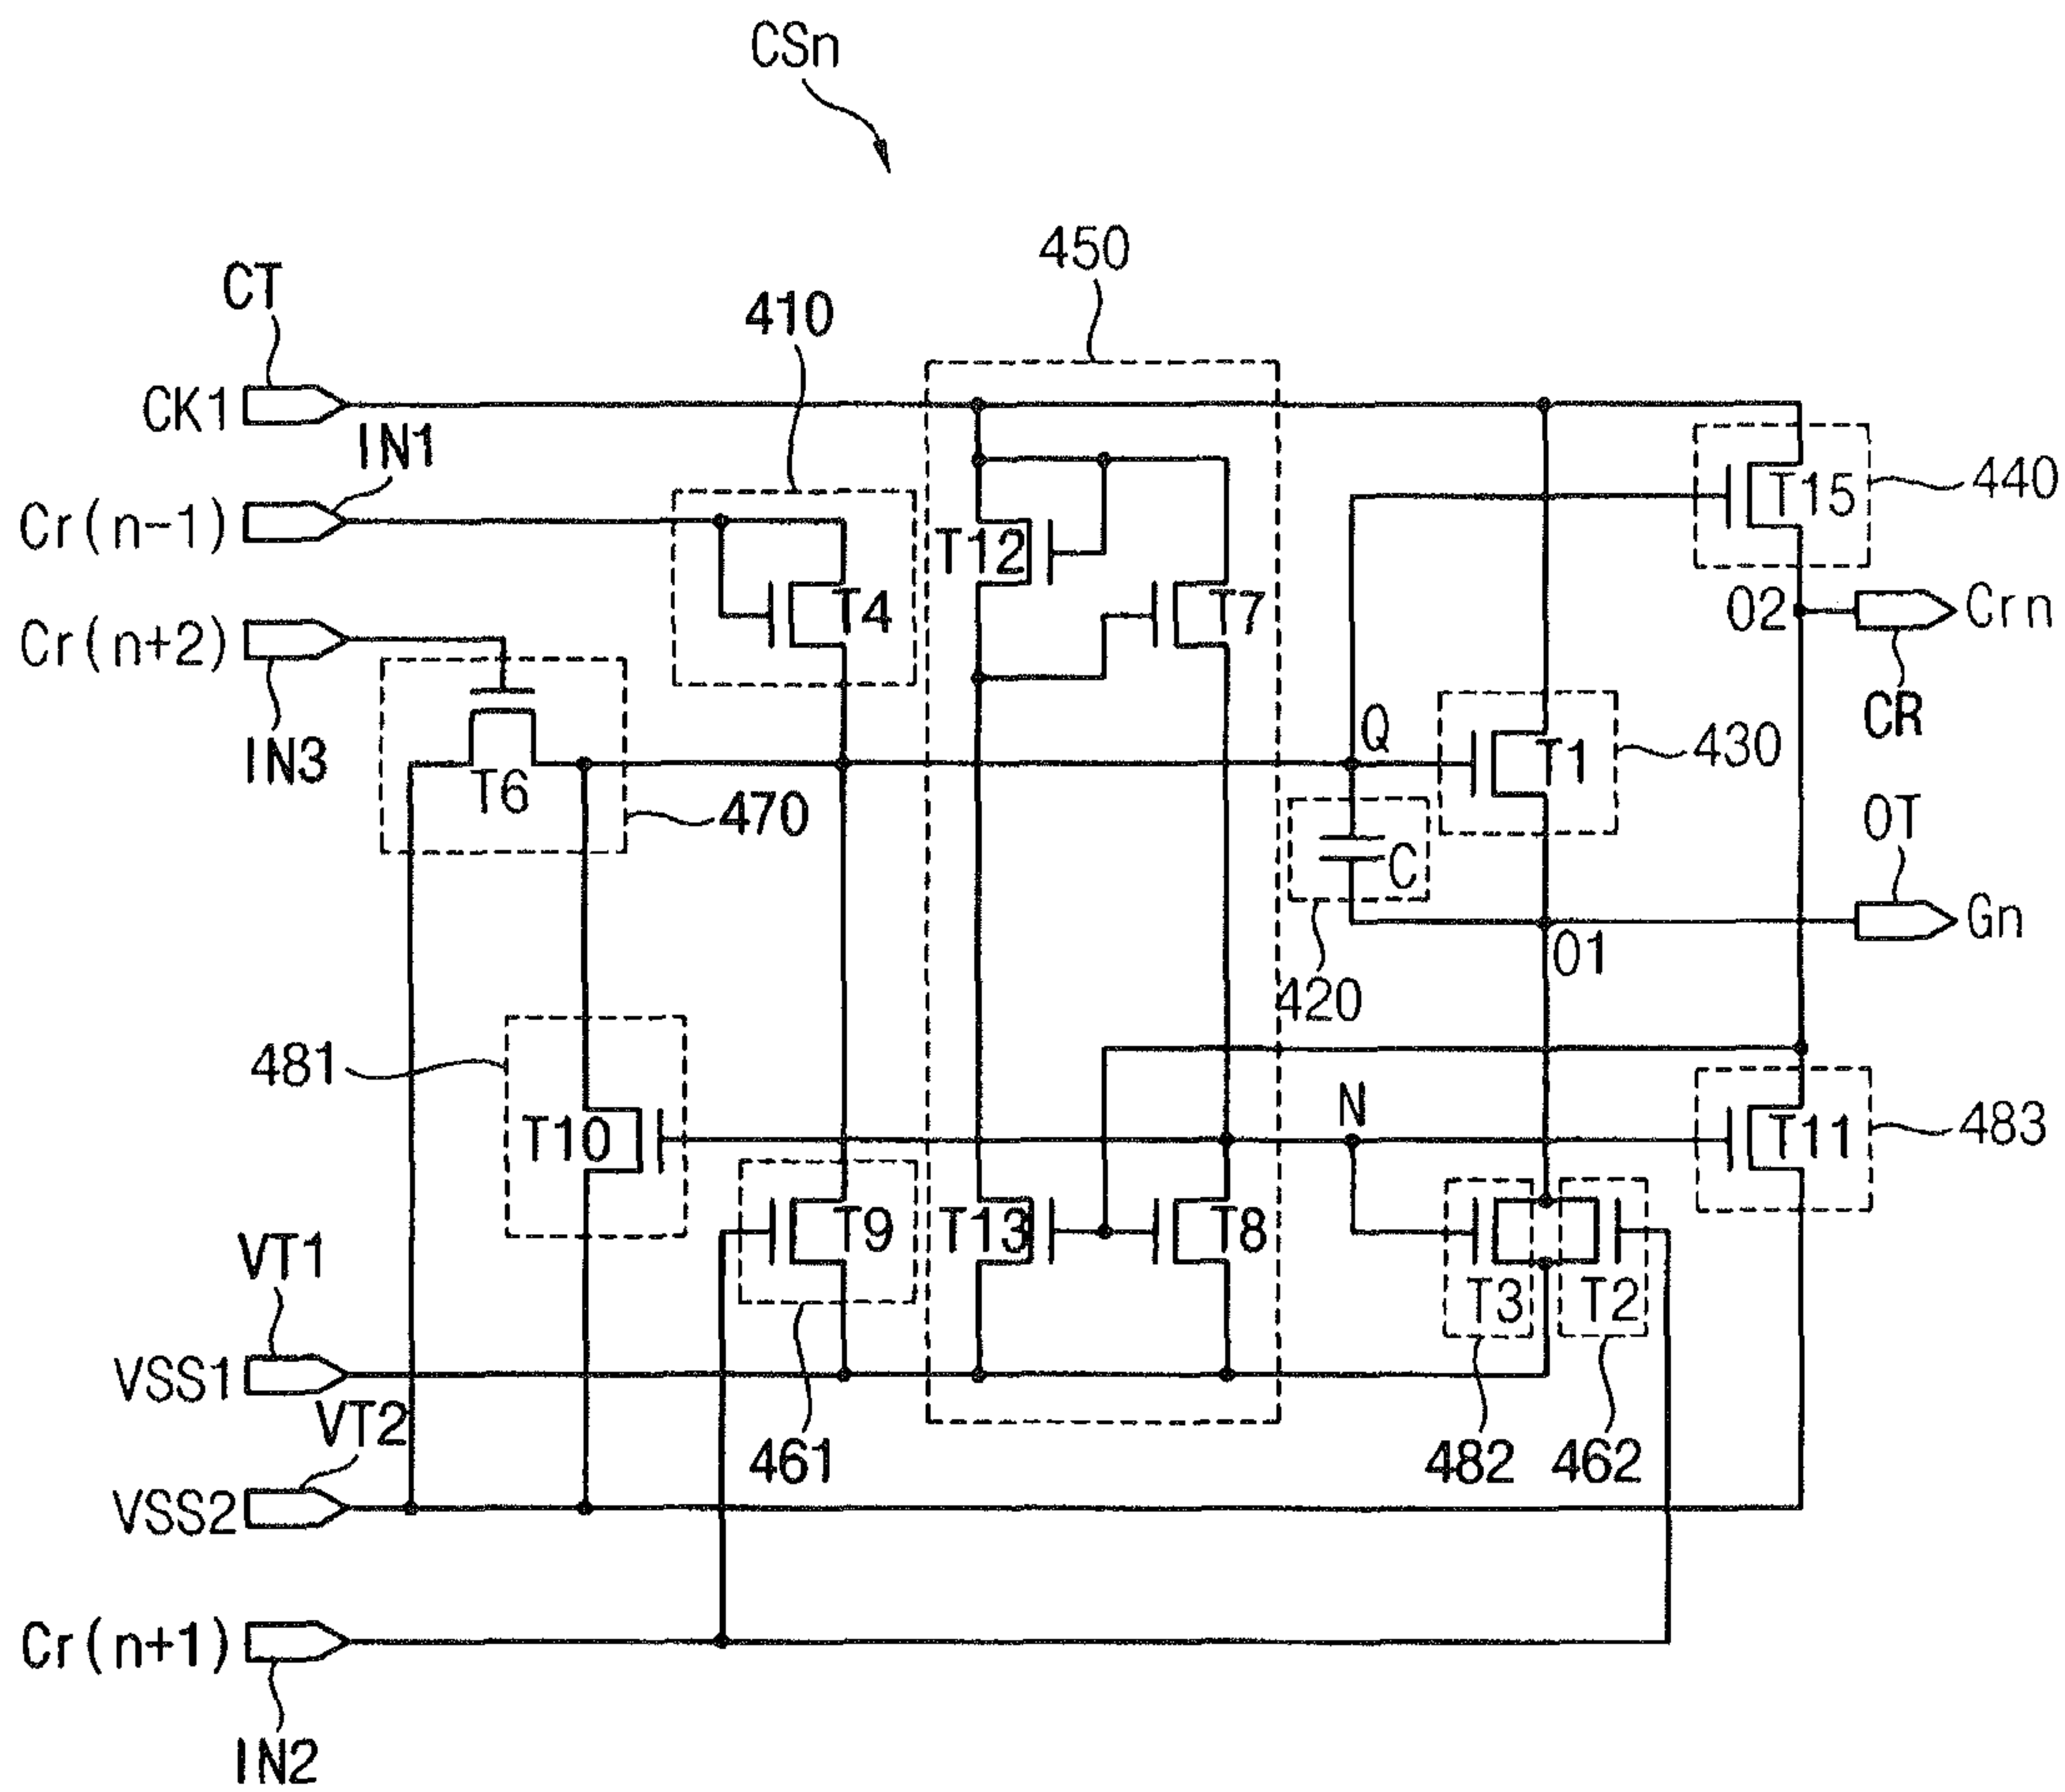 CSn
450
CT
410
CK1
IN1
440
T15
Cr(n-1)
T12
T4
T7
O2
Crn
Cr(n+2)
CR
Q
IN3
T6
T1
430
470
OT
C
Gn
O1
420
481
N
T10
T11
483
T9
T13
T8
VT1
T3
T2
VSS1
VT2
461
482
462
VSS2
Cr(n+1)
IN2